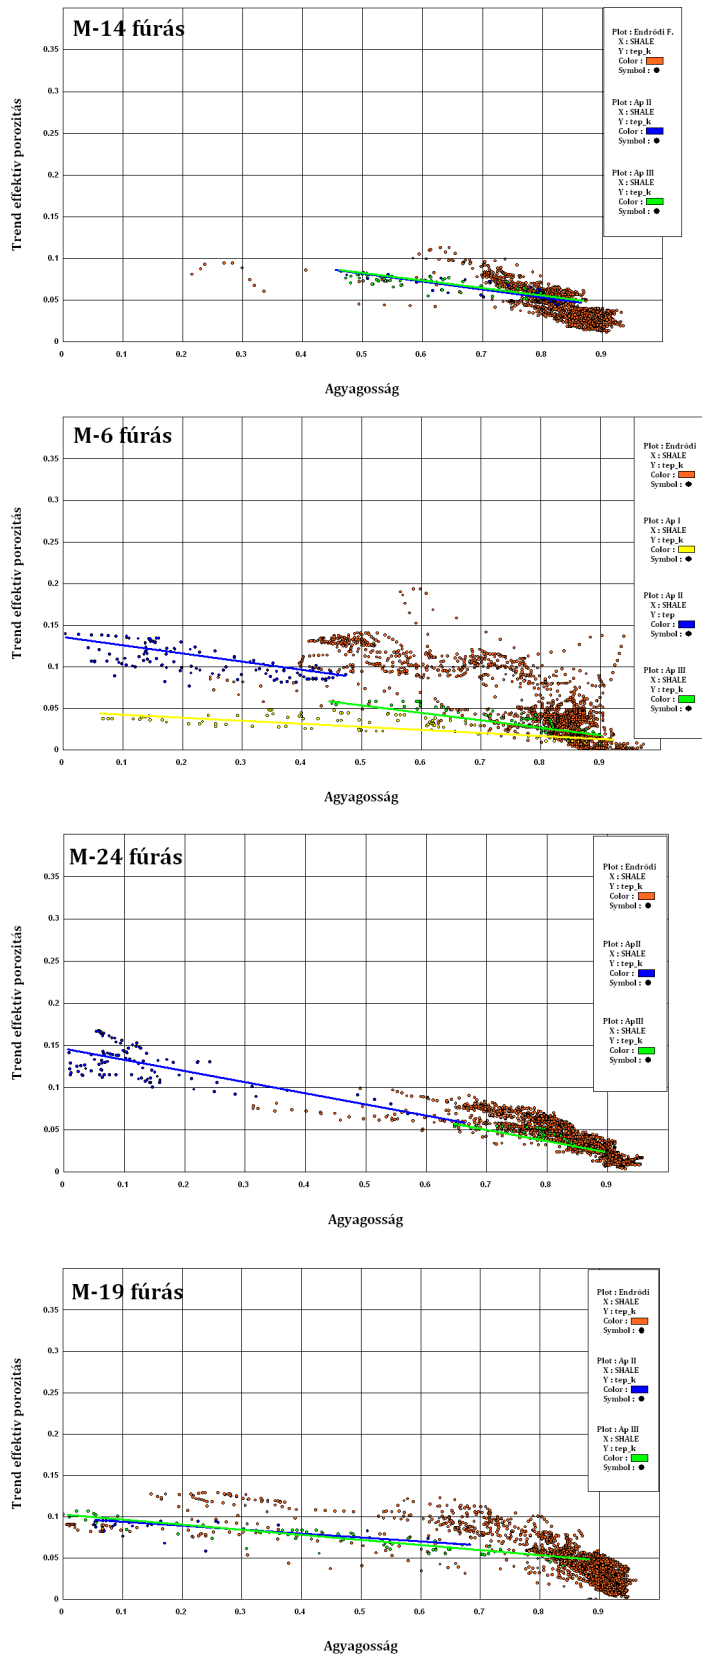 M-14 fúrás
0.35
0.3
0.25
0.2
0.15
0.1
0.05
0
Trend effektív porozitás
0 0.1 0.2 0.3 0.4 0.5 0.6 0.7 0.8 0.9
Agyagosság
Plot : Endrődi F.
X : SHALE
Y : tep_k
Color :
Symbol :
Plot : Ap II
X : SHALE
Y : tep_k
Color :
Symbol :
Plot : Ap III
X : SHALE
Y : tep_k
Color :
Symbol :
M-6 fúrás
0.35
0.3
0.25
0.2
0.15
0.1
0.05
0
Trend effektív porozitás
0 0.1 0.2 0.3 0.4 0.5 0.6 0.7 0.8 0.9
Agyagosság
Plot : Endrődi
X : SHALE
Y : tep_k
Color :
Symbol :
Plot : Ap I
X : SHALE
Y : tep_k
Color :
Symbol :
Plot : Ap II
X : SHALE
Y : tep
Color :
Symbol :
Plot : Ap III
X : SHALE
Y : tep_k
Color :
Symbol :
M-24 fúrás
0.35
0.3
0.25
0.2
0.15
0.1
0.05
0
Trend effektív porozitás
0 0.1 0.2 0.3 0.4 0.5 0.6 0.7 0.8 0.9
Agyagosság
Plot : Endrődi
X : SHALE
Y : tep_k
Color :
Symbol :
Plot : ApII
X : SHALE
Y : tep_k
Color :
Symbol :
Plot : ApIII
X : SHALE
Y : tep_k
Color :
Symbol :
M-19 fúrás
0.35
0.3
0.25
0.2
0.15
0.1
0.05
0
Trend effektív porozitás
0 0.1 0.2 0.3 0.4 0.5 0.6 0.7 0.8 0.9
Agyagosság
Plot : Endrődi
X : SHALE
Y : tep_k
Color :
Symbol :
Plot : Ap II
X : SHALE
Y : tep_k
Color :
Symbol :
Plot : Ap III
X : SHALE
Y : tep_k
Color :
Symbol :